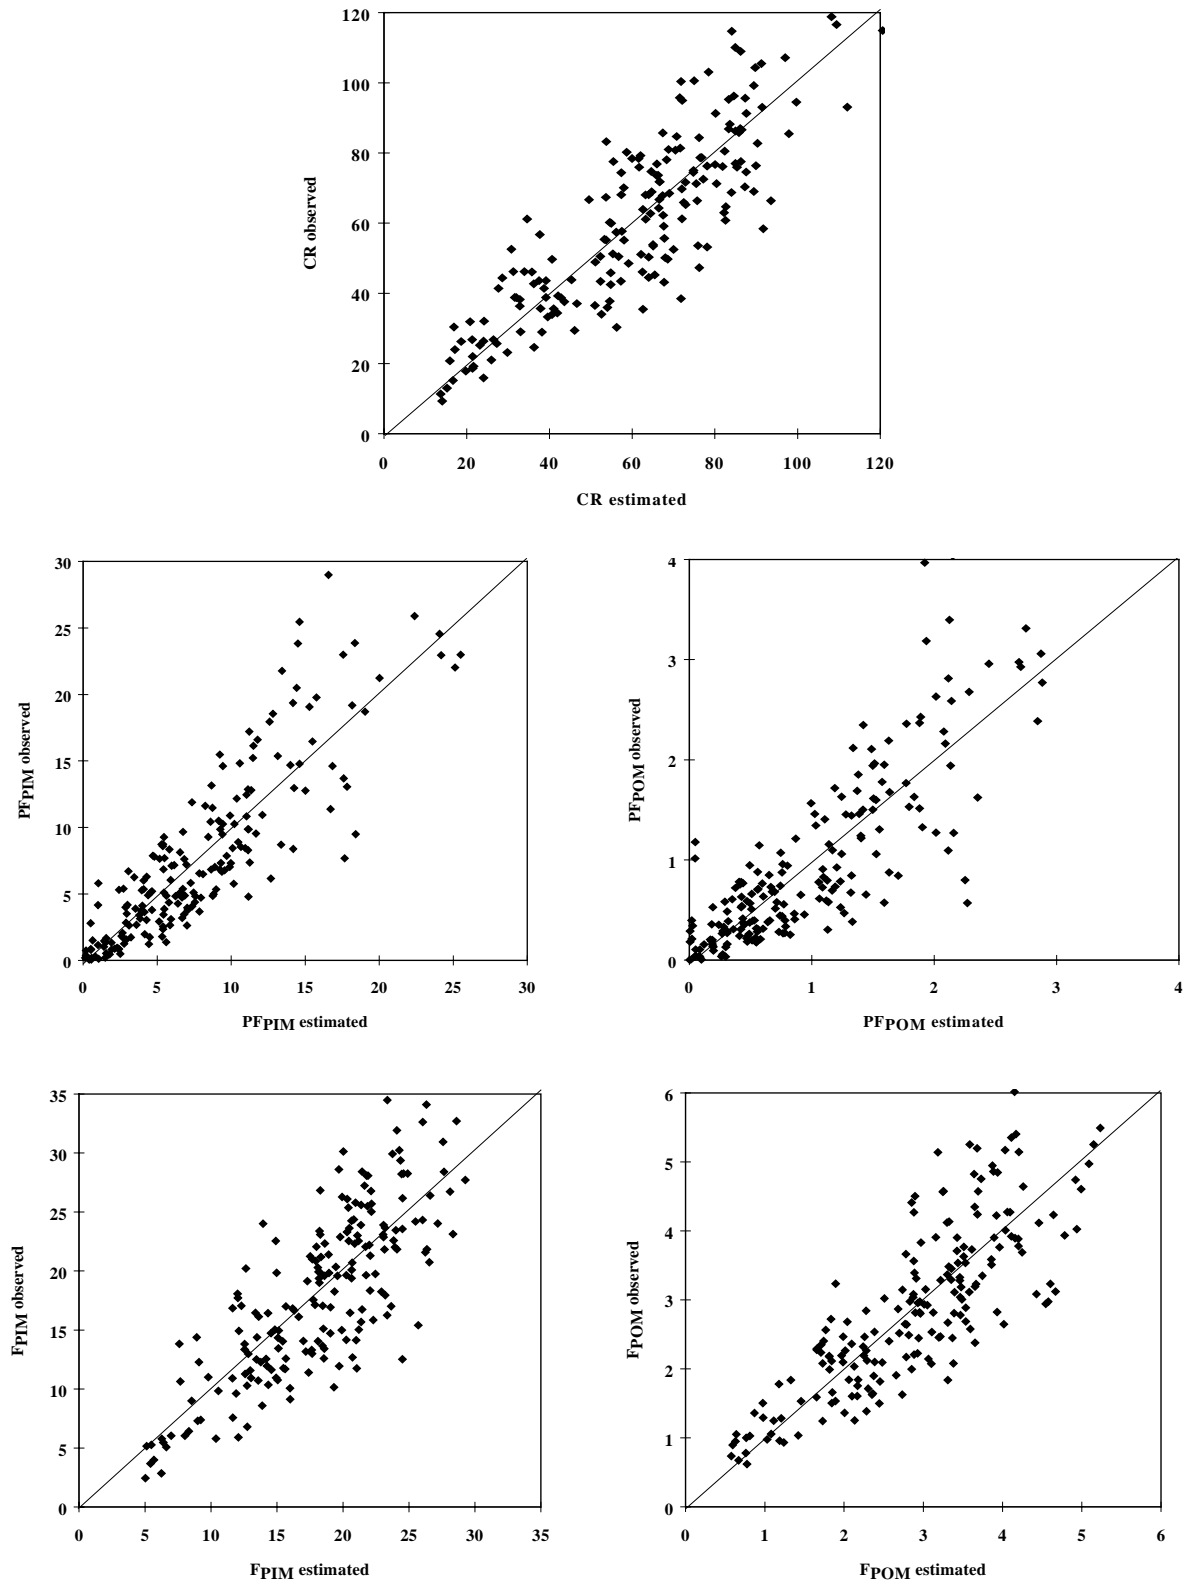 120
100
80
60
40
20
0
CR observed
0 20 40 60 80 100 120
CR estimated
30
25
20
15
10
5
0
PFPIM observed
0 5 10 15 20 25 30
PFPIM estimated
4
3
2
1
0
PFPOM observed
0 1 2 3 4
PFPOM estimated
35
30
25
20
15
10
5
0
FPIM observed
0 5 10 15 20 25 30 35
FPIM estimated
6
5
4
3
2
1
0
FPOM observed
0 1 2 3 4 5 6
FPOM estimated